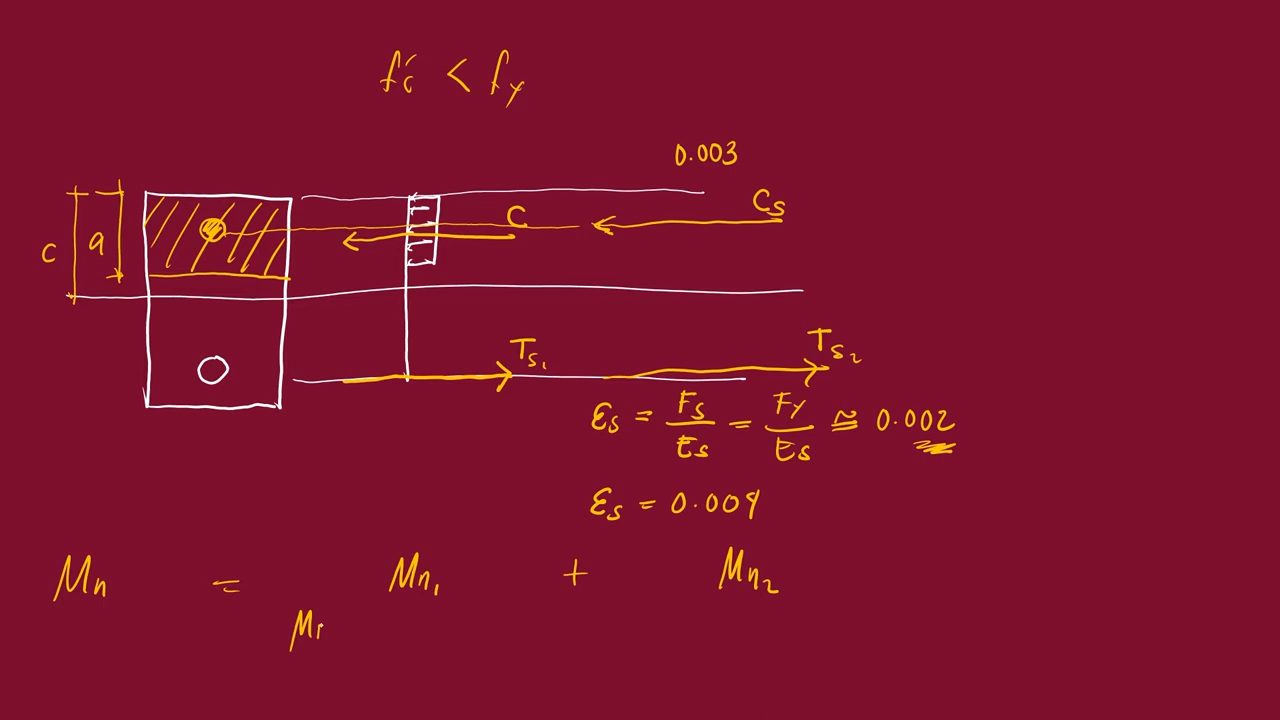 f'c < fy
0.003
Cs
C
c
a
Ts1
Ts2
εs = Fs/Es = Fy/Es ≅ 0.002
εs = 0.004
Mn = Mn1 + Mn2